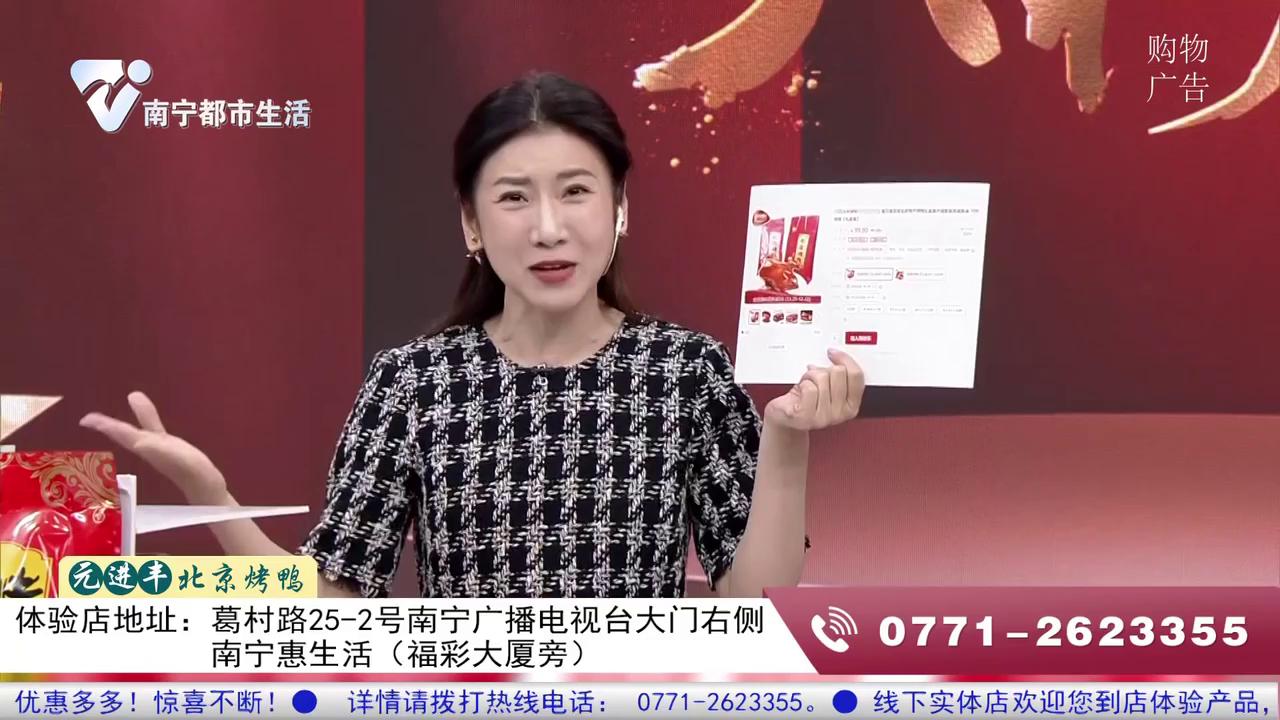 南宁都市生活
购物
广告
元进丰北京烤鸭
体验店地址：葛村路25-2号南宁广播电视台大门右侧
南宁惠生活（福彩大厦旁）
0771-2623355
优惠多多！惊喜不断！● 详情请拨打热线电话： 0771-2623355。● 线下实体店欢迎您到店体验产品，